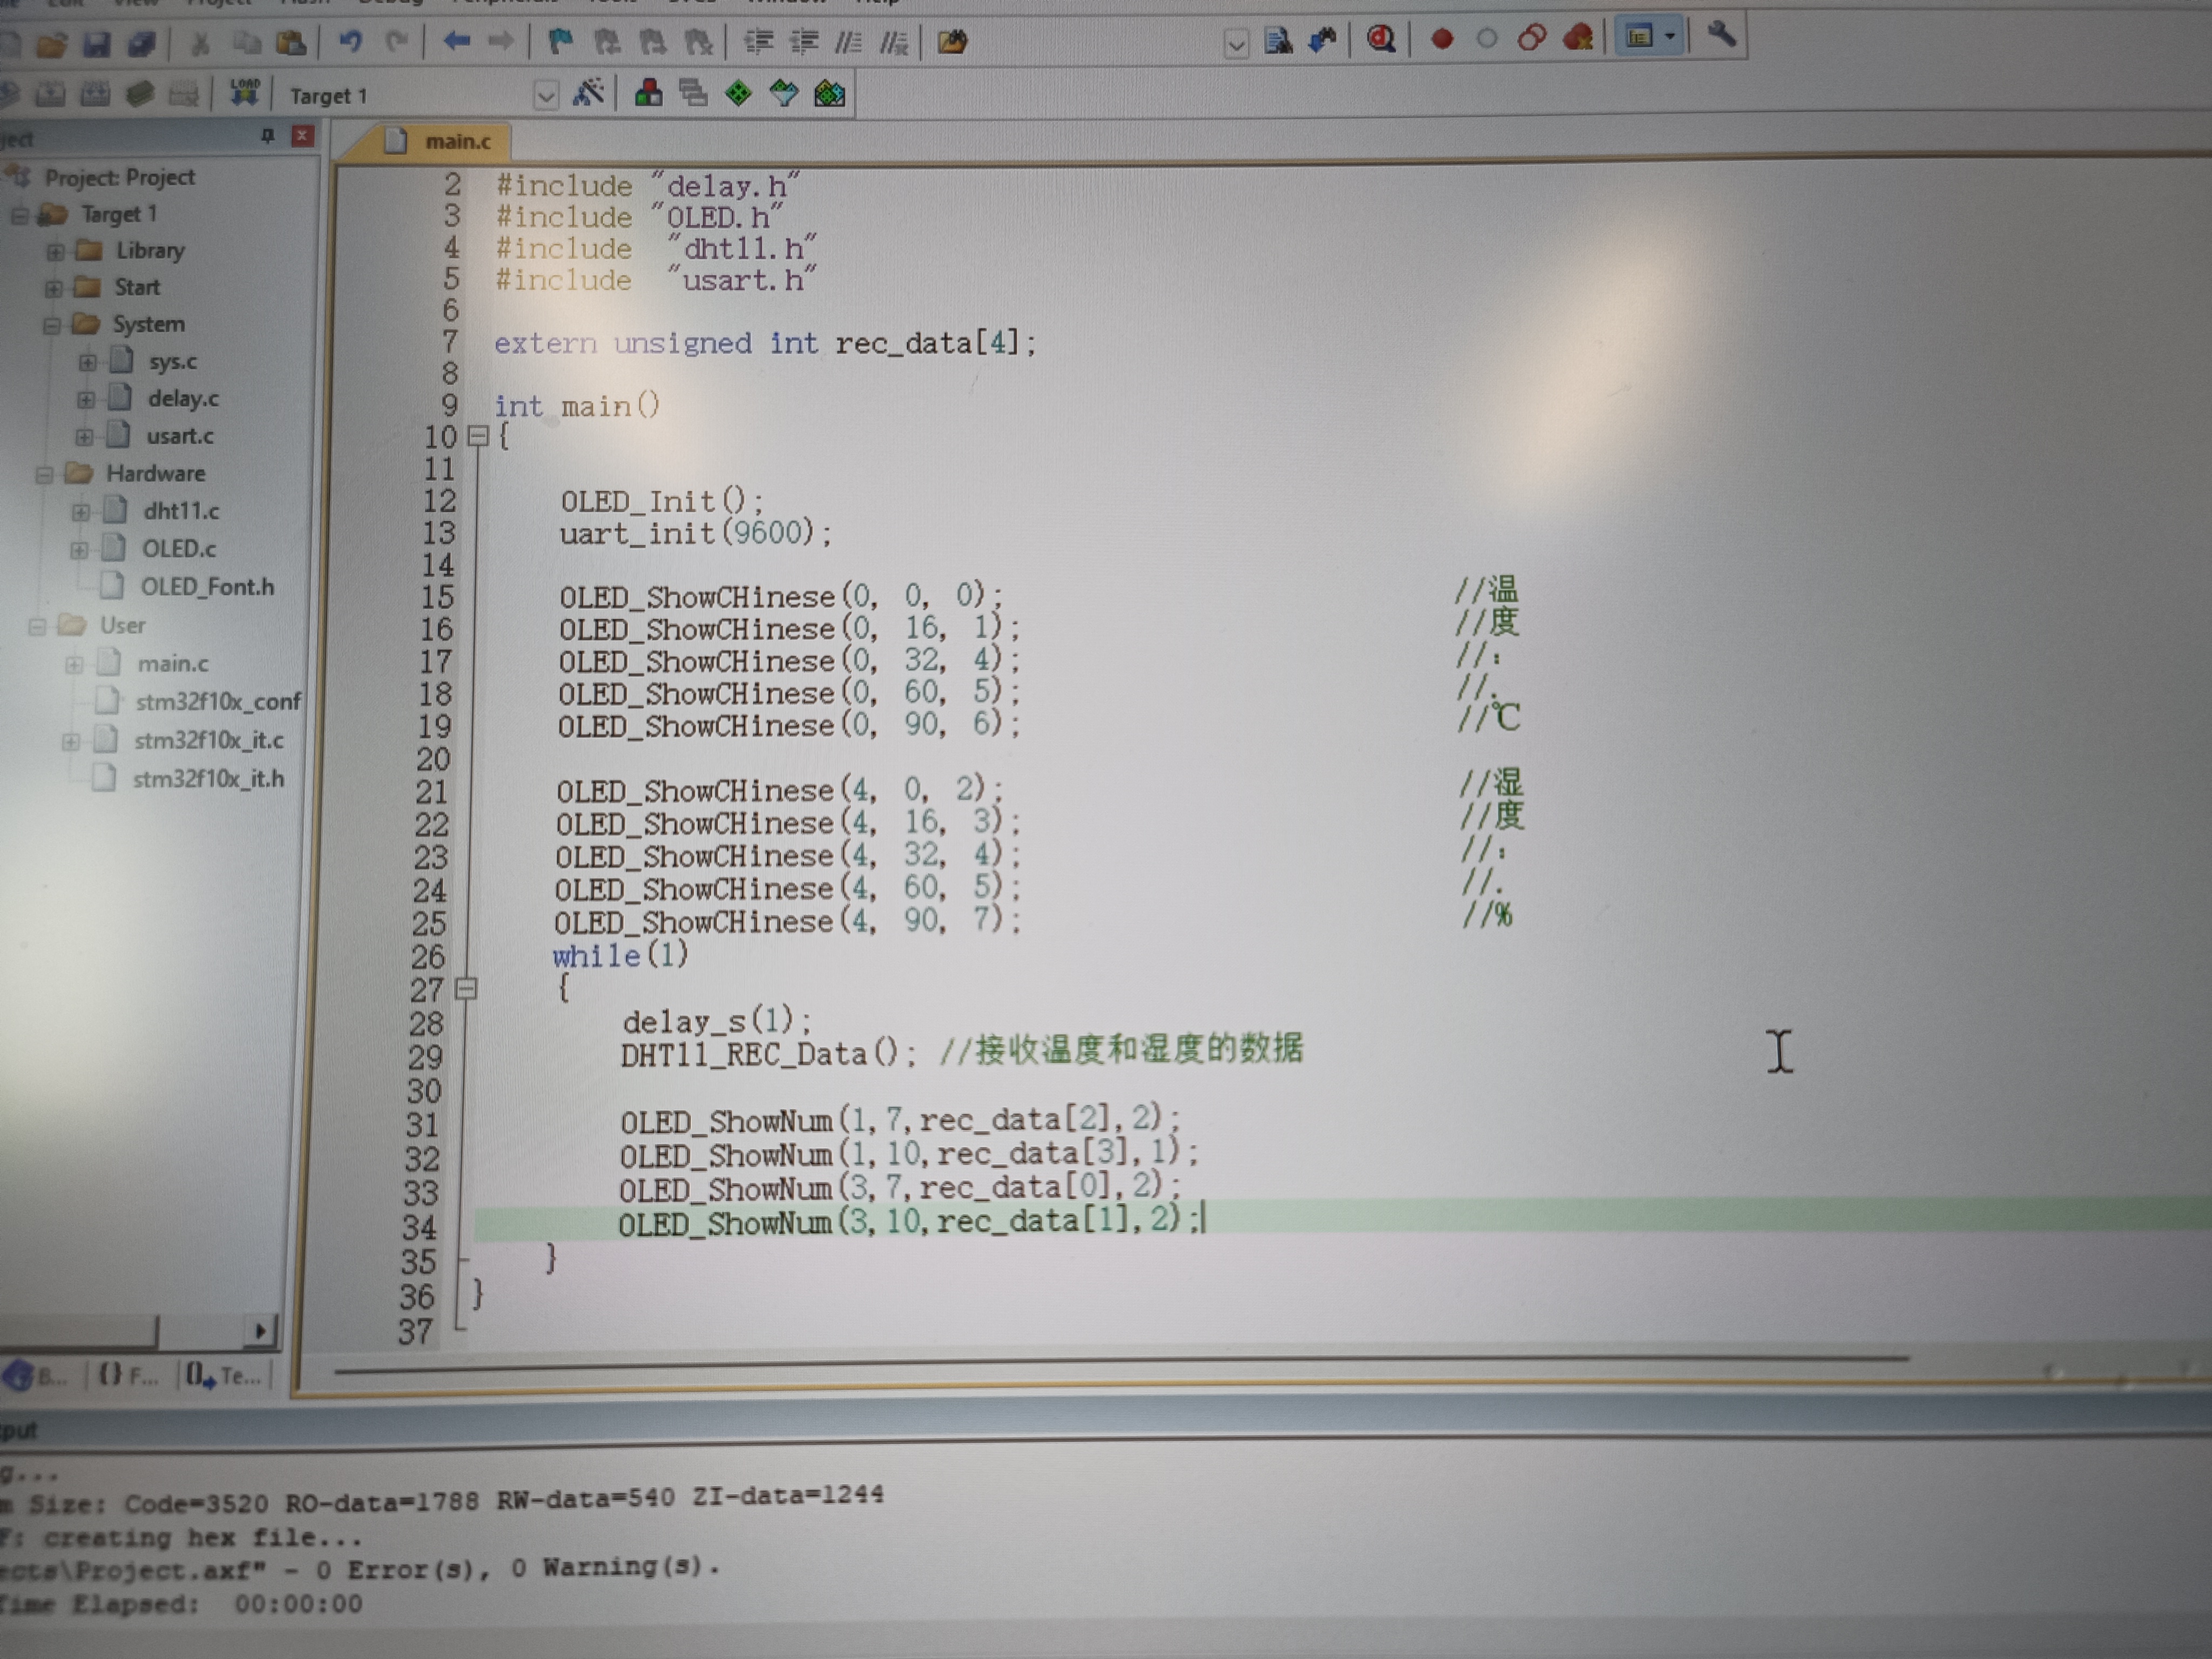 Target 1
main.c
Project: Project
Target 1
Library
Start
System
sys.c
delay.c
usart.c
Hardware
dht11.c
OLED.c
OLED_Font.h
User
main.c
stm32f10x_conf
stm32f10x_it.c
stm32f10x_it.h
B... {} F... Te...
2 #include "delay.h"
3 #include "OLED.h"
4 #include "dht11.h"
5 #include "usart.h"
6
7 extern unsigned int rec_data[4];
8
9 int main()
10 {
11
12 OLED_Init();
13 uart_init(9600);
14
15 OLED_ShowCHinese(0, 0, 0); //温
16 OLED_ShowCHinese(0, 16, 1); //度
17 OLED_ShowCHinese(0, 32, 4); //:
18 OLED_ShowCHinese(0, 60, 5); //.
19 OLED_ShowCHinese(0, 90, 6); //℃
20
21 OLED_ShowCHinese(4, 0, 2); //湿
22 OLED_ShowCHinese(4, 16, 3); //度
23 OLED_ShowCHinese(4, 32, 4); //:
24 OLED_ShowCHinese(4, 60, 5); //.
25 OLED_ShowCHinese(4, 90, 7); //%
26 while(1)
27 {
28 delay_s(1);
29 DHT11_REC_Data(); //接收温度和湿度的数据
30
31 OLED_ShowNum(1,7,rec_data[2],2);
32 OLED_ShowNum(1,10,rec_data[3],1);
33 OLED_ShowNum(3,7,rec_data[0],2);
34 OLED_ShowNum(3,10,rec_data[1],2);
35 }
36 }
37
g...
m Size: Code=3520 RO-data=1788 RW-data=540 ZI-data=1244
F: creating hex file...
ects\Project.axf" - 0 Error(s), 0 Warning(s).
Time Elapsed: 00:00:00